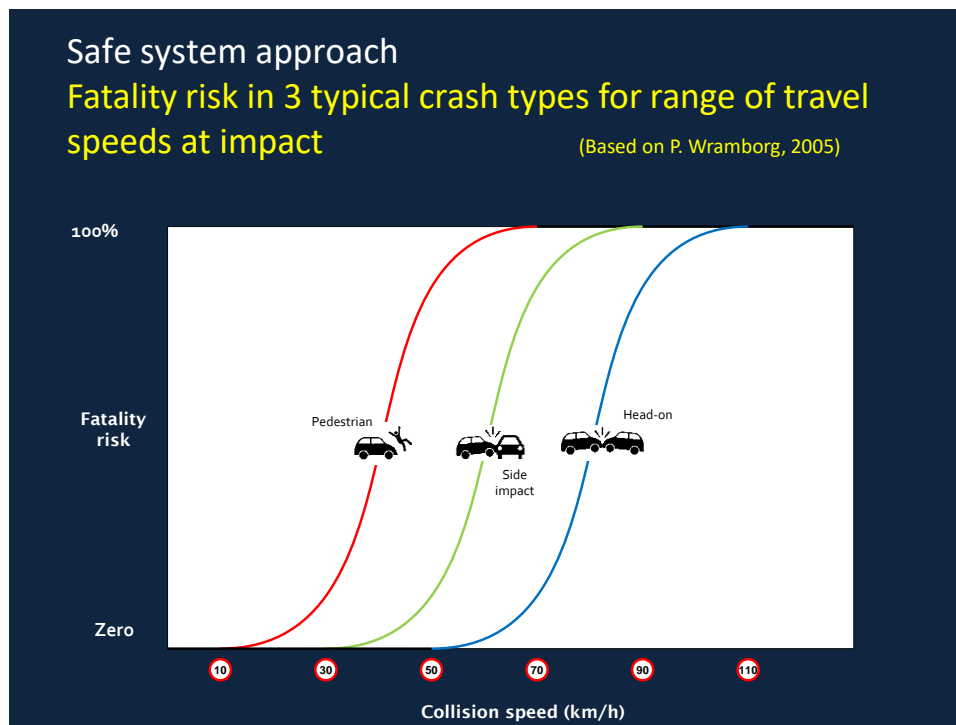 Safe system approach
Fatality risk in 3 typical crash types for range of travel
speeds at impact
(Based on P. Wramborg, 2005)
100%
Pedestrian
Head-on
Fatality
risk
Side
impact
Zero
10 30 50 70 90 110
Collision speed (km/h)